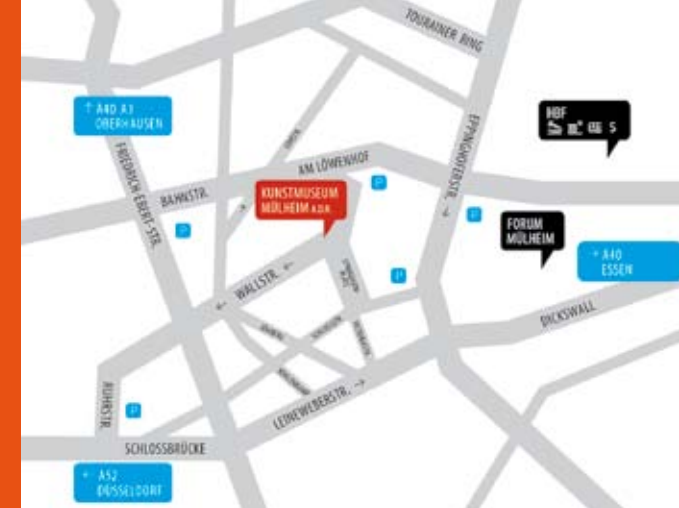 TOURAINER RING
↑ A40 A3
OBERHAUSEN
HBF
S
EPPINGHOFERSTR. →
FRIEDRICH-EBERT-STR.
AM LÖWENHOF
BAHNSTR.
KUNSTMUSEUM
MÜLHEIM A.D.R.
P
P
P
FORUM
MÜLHEIM
A40
ESSEN
P
← WALLSTR. ←
DICKSWALL
RUHRSTR.
P
LEINEWEBERSTR. →
SCHLOSSBRÜCKE
← A52
DÜSSELDORF